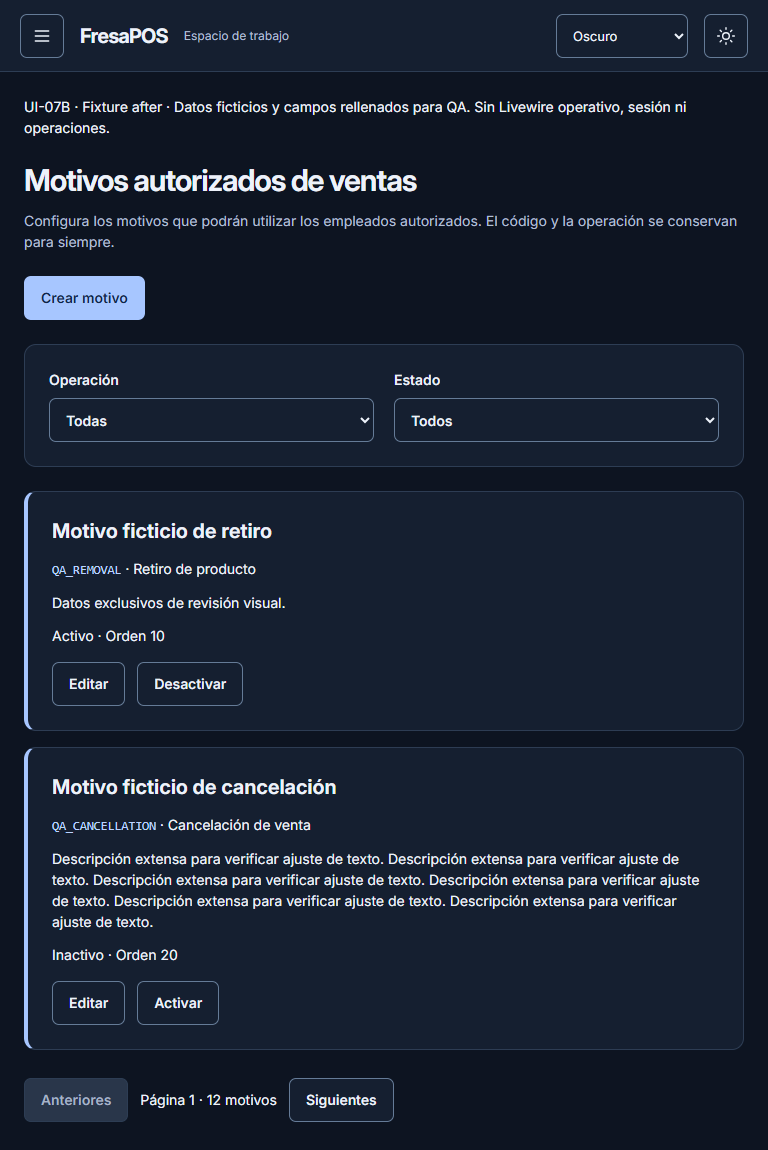 FresaPOS
Espacio de trabajo
Oscuro
UI-07B · Fixture after · Datos ficticios y campos rellenados para QA. Sin Livewire operativo, sesión ni
operaciones.
Motivos autorizados de ventas
Configura los motivos que podrán utilizar los empleados autorizados. El código y la operación se conservan
para siempre.
Crear motivo
Operación
Estado
Todas
Todos
Motivo ficticio de retiro
QA_REMOVAL · Retiro de producto
Datos exclusivos de revisión visual.
Activo · Orden 10
Editar
Desactivar
Motivo ficticio de cancelación
QA_CANCELLATION · Cancelación de venta
Descripción extensa para verificar ajuste de texto. Descripción extensa para verificar ajuste de
texto. Descripción extensa para verificar ajuste de texto. Descripción extensa para verificar ajuste
de texto. Descripción extensa para verificar ajuste de texto. Descripción extensa para verificar
ajuste de texto.
Inactivo · Orden 20
Editar
Activar
Anteriores
Página 1 · 12 motivos
Siguientes